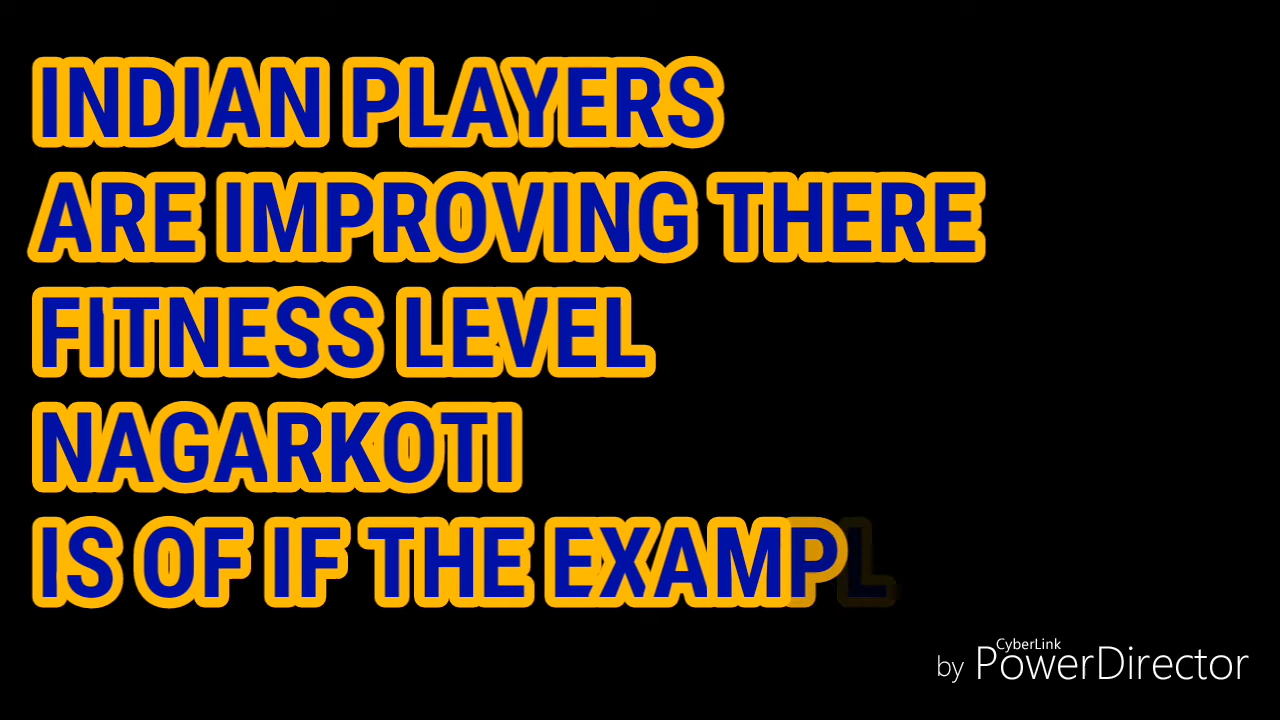 INDIAN PLAYERS
ARE IMPROVING THERE
FITNESS LEVEL
NAGARKOTI
IS OF IF THE EXAMPL
CyberLink
by PowerDirector